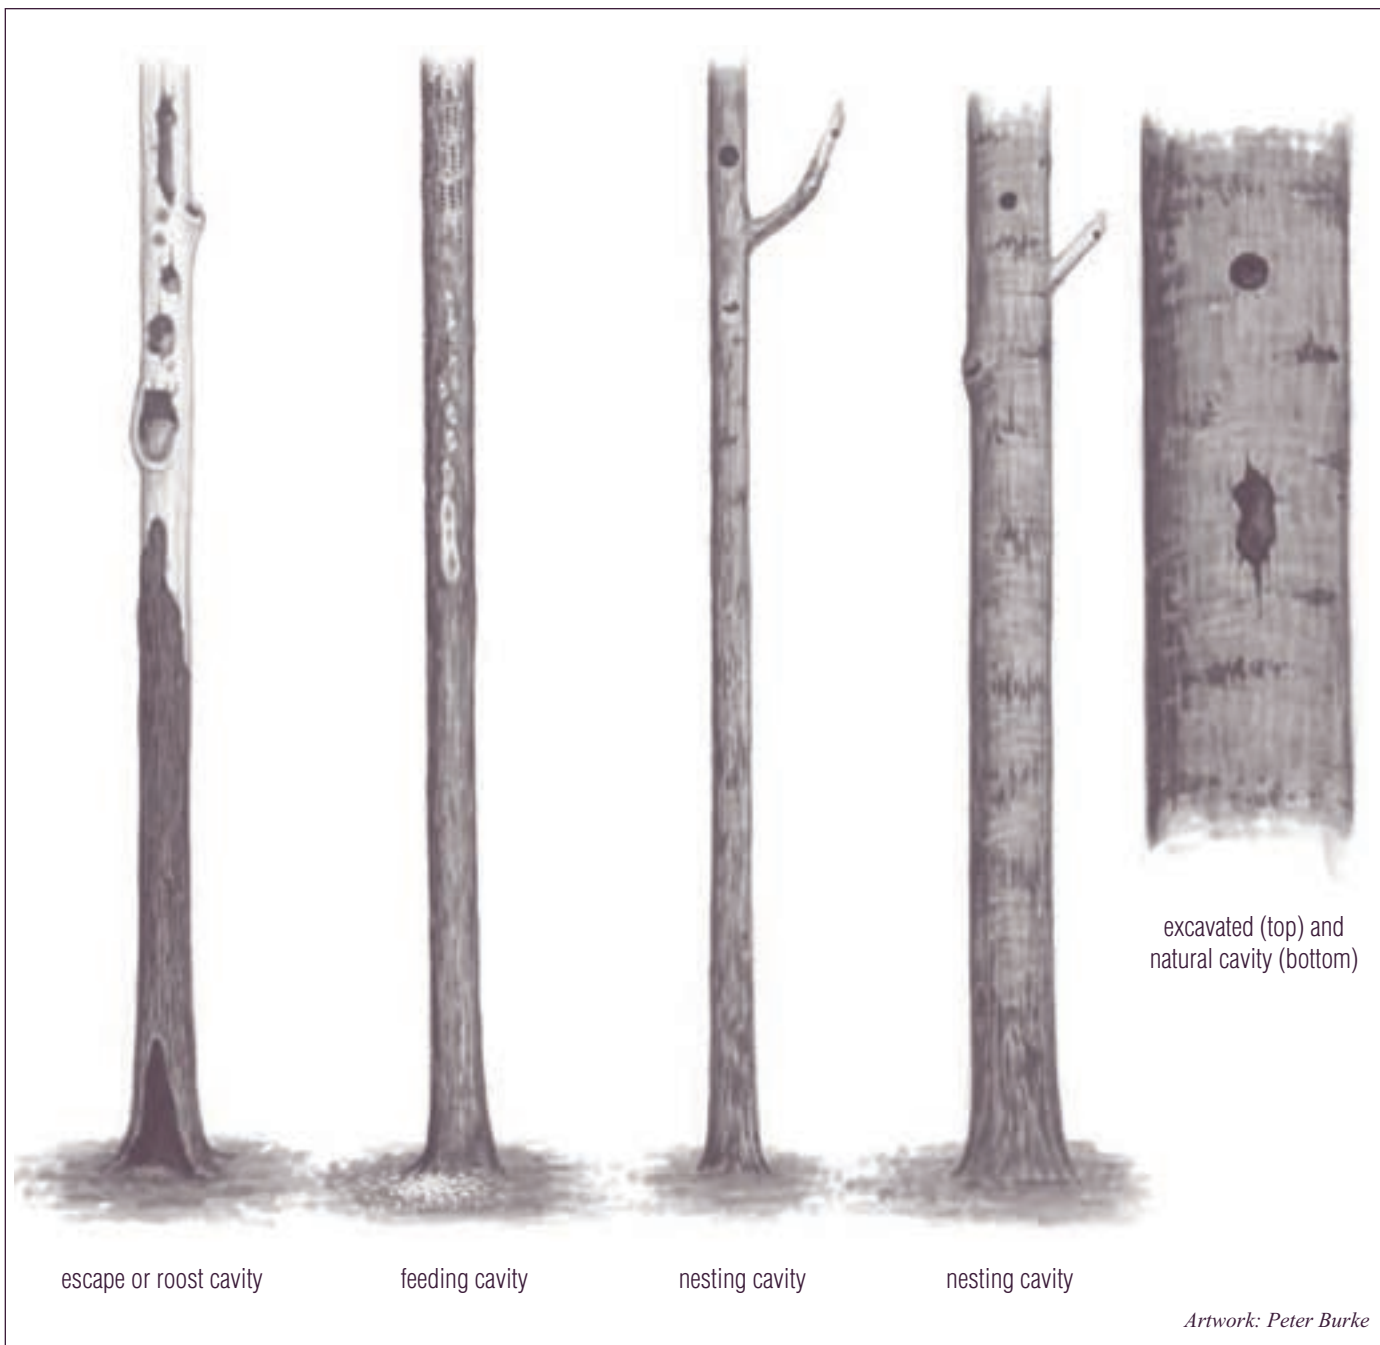 excavated (top) and
natural cavity (bottom)
escape or roost cavity
feeding cavity
nesting cavity
nesting cavity
Artwork: Peter Burke